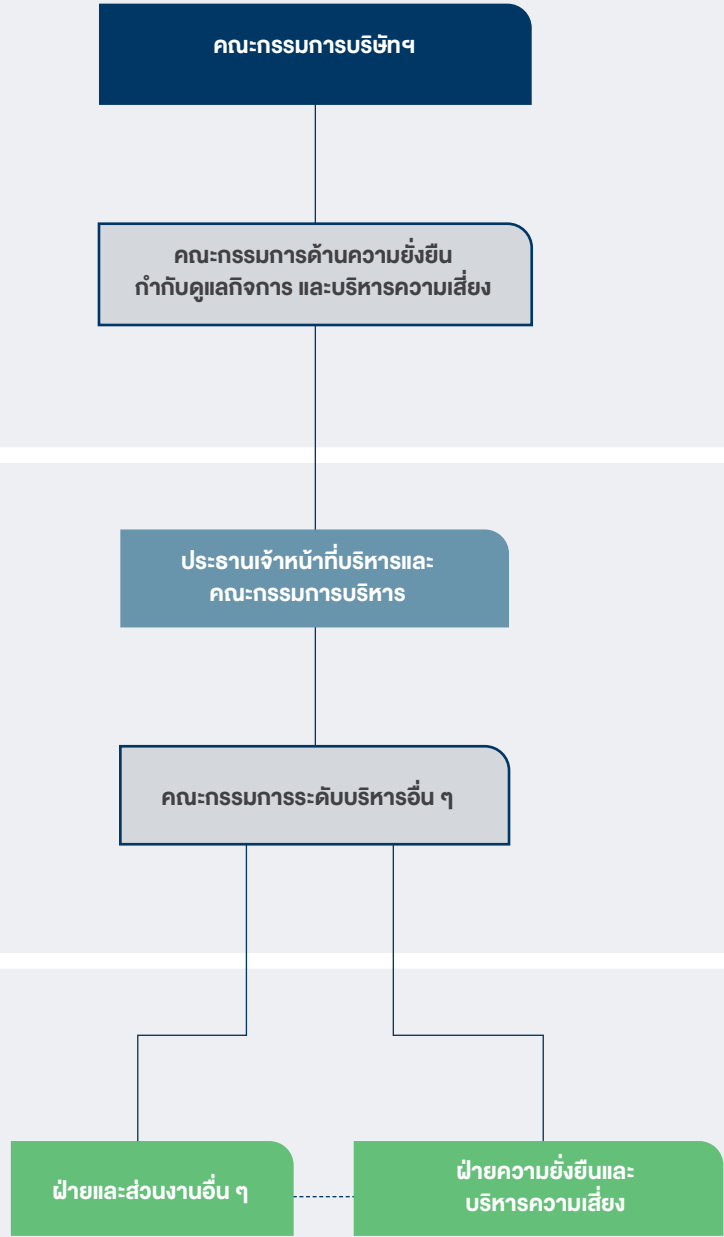 คณะกรรมการบริษัทฯ
คณะกรรมการด้านความยั่งยืน
กำกับดูแลกิจการ และบริหารความเสี่ยง
ประธานเจ้าหน้าที่บริหารและ
คณะกรรมการบริหาร
คณะกรรมการระดับบริหารอื่น ๆ
ฝ่ายและส่วนงานอื่น ๆ
ฝ่ายความยั่งยืนและ
บริหารความเสี่ยง